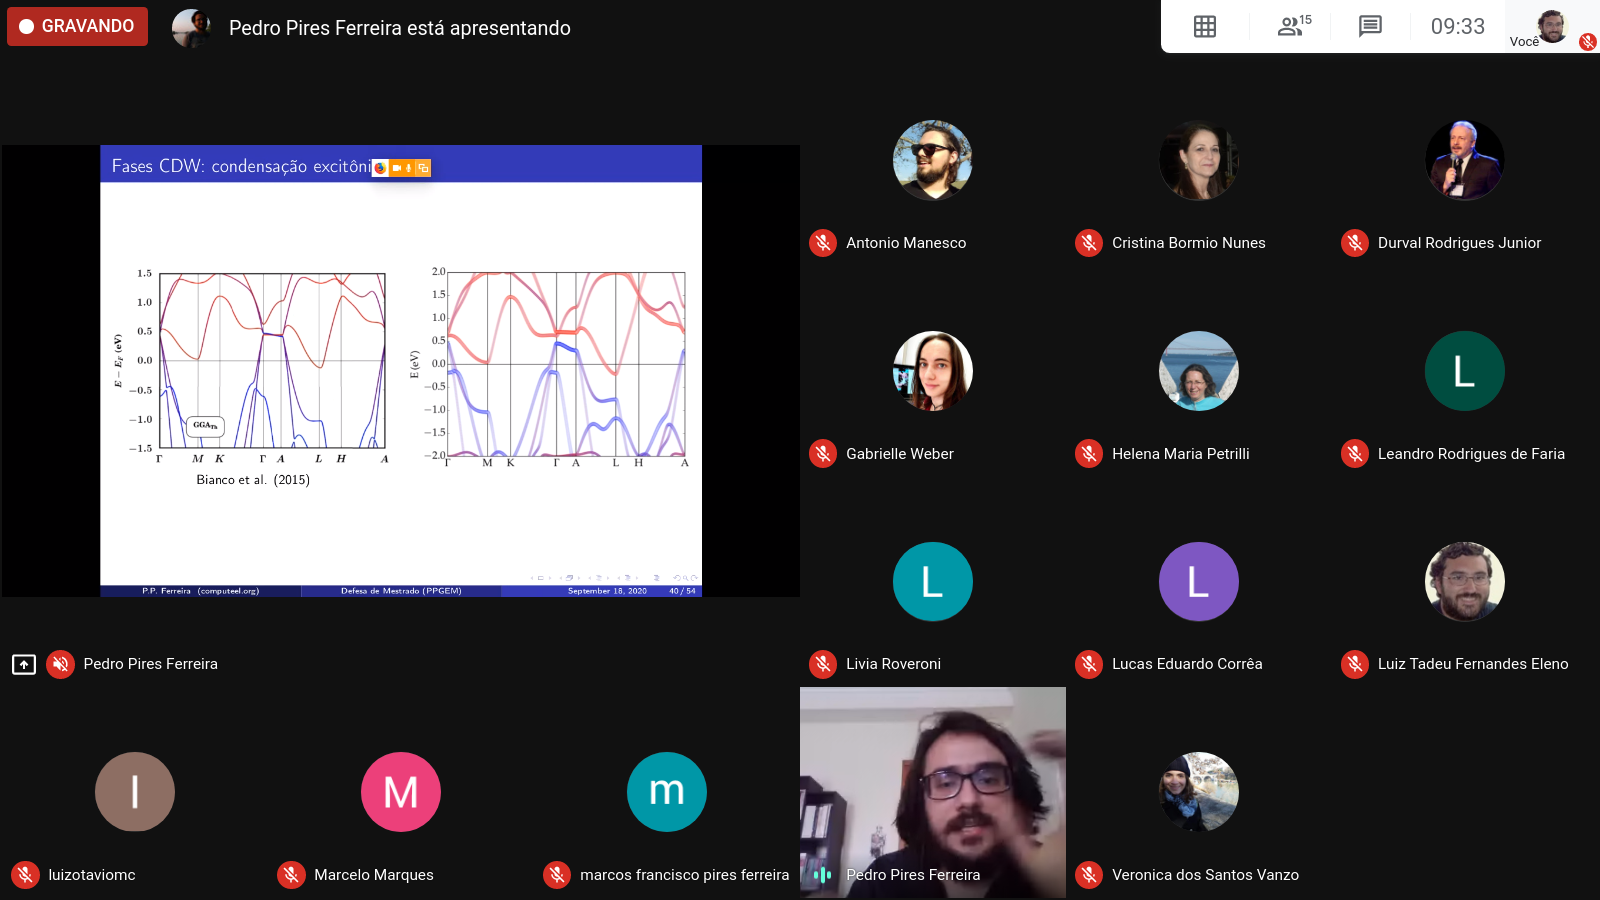 GRAVANDO
Pedro Pires Ferreira está apresentando
15
09:33
Você
Fases CDW: condensação excitôni
1.5
1.0
0.5
0.0
−0.5
−1.0
−1.5
E − E_F (eV)
GGA_Th
Γ M K Γ A L H A
Bianco et al. (2015)
2.0
1.5
1.0
0.5
0.0
−0.5
−1.0
−1.5
−2.0
E (eV)
Γ M K Γ A L H A
P.P. Ferreira (computeel.org)
Defesa de Mestrado (PPGEM)
September 18, 2020
40 / 54
Antonio Manesco
Cristina Bormio Nunes
Durval Rodrigues Junior
Gabrielle Weber
Helena Maria Petrilli
L
Leandro Rodrigues de Faria
L
Livia Roveroni
L
Lucas Eduardo Corrêa
Luiz Tadeu Fernandes Eleno
Pedro Pires Ferreira
l
luizotaviomc
M
Marcelo Marques
m
marcos francisco pires ferreira
Pedro Pires Ferreira
Veronica dos Santos Vanzo